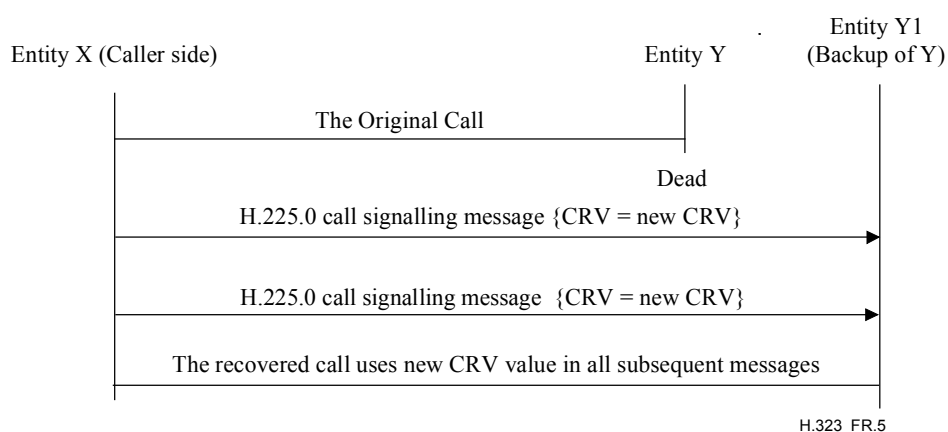 Entity X (Caller side)
Entity Y
.
Entity Y1
(Backup of Y)
The Original Call
Dead
H.225.0 call signalling message {CRV = new CRV}
H.225.0 call signalling message {CRV = new CRV}
The recovered call uses new CRV value in all subsequent messages
H.323_FR.5